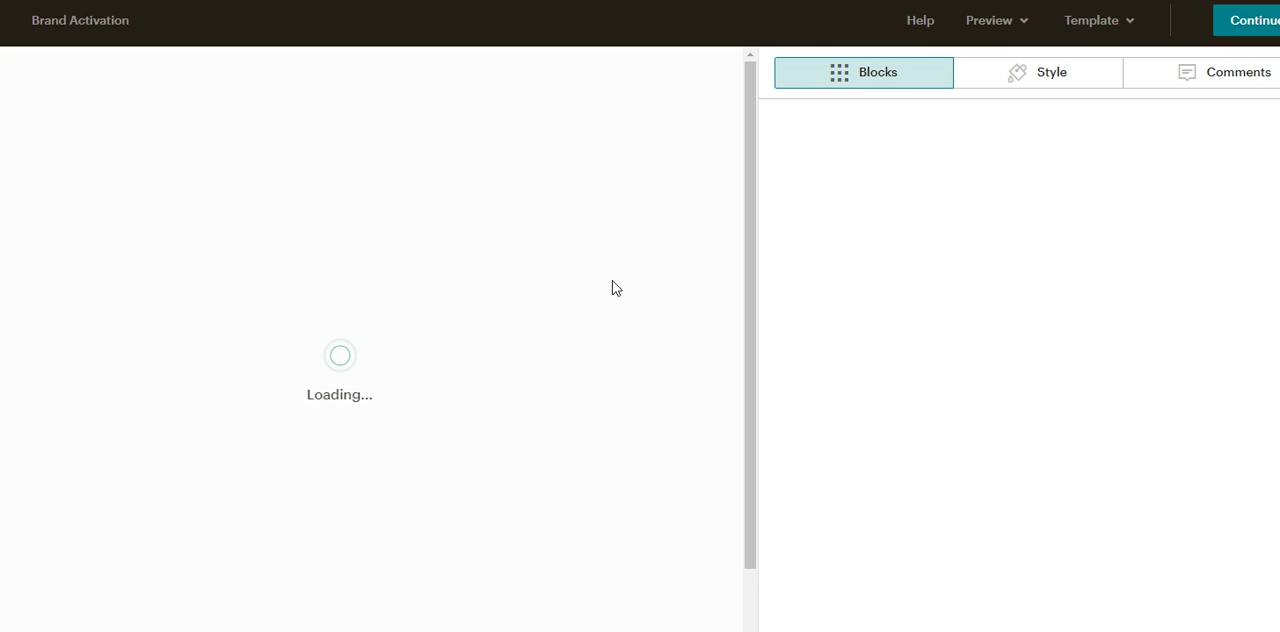 Brand Activation Help Preview Template Continue
Blocks Style Comments
Loading...